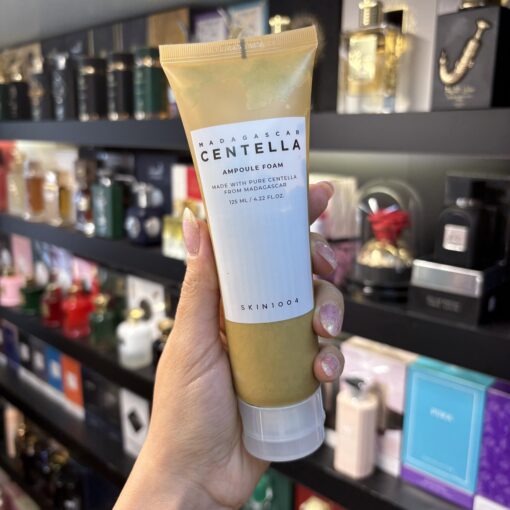 MADAGASCAR
CENTELLA
AMPOULE FOAM
MADE WITH PURE CENTELLA
FROM MADAGASCAR
125 ML / 4.22 FL.OZ.
SKIN1004